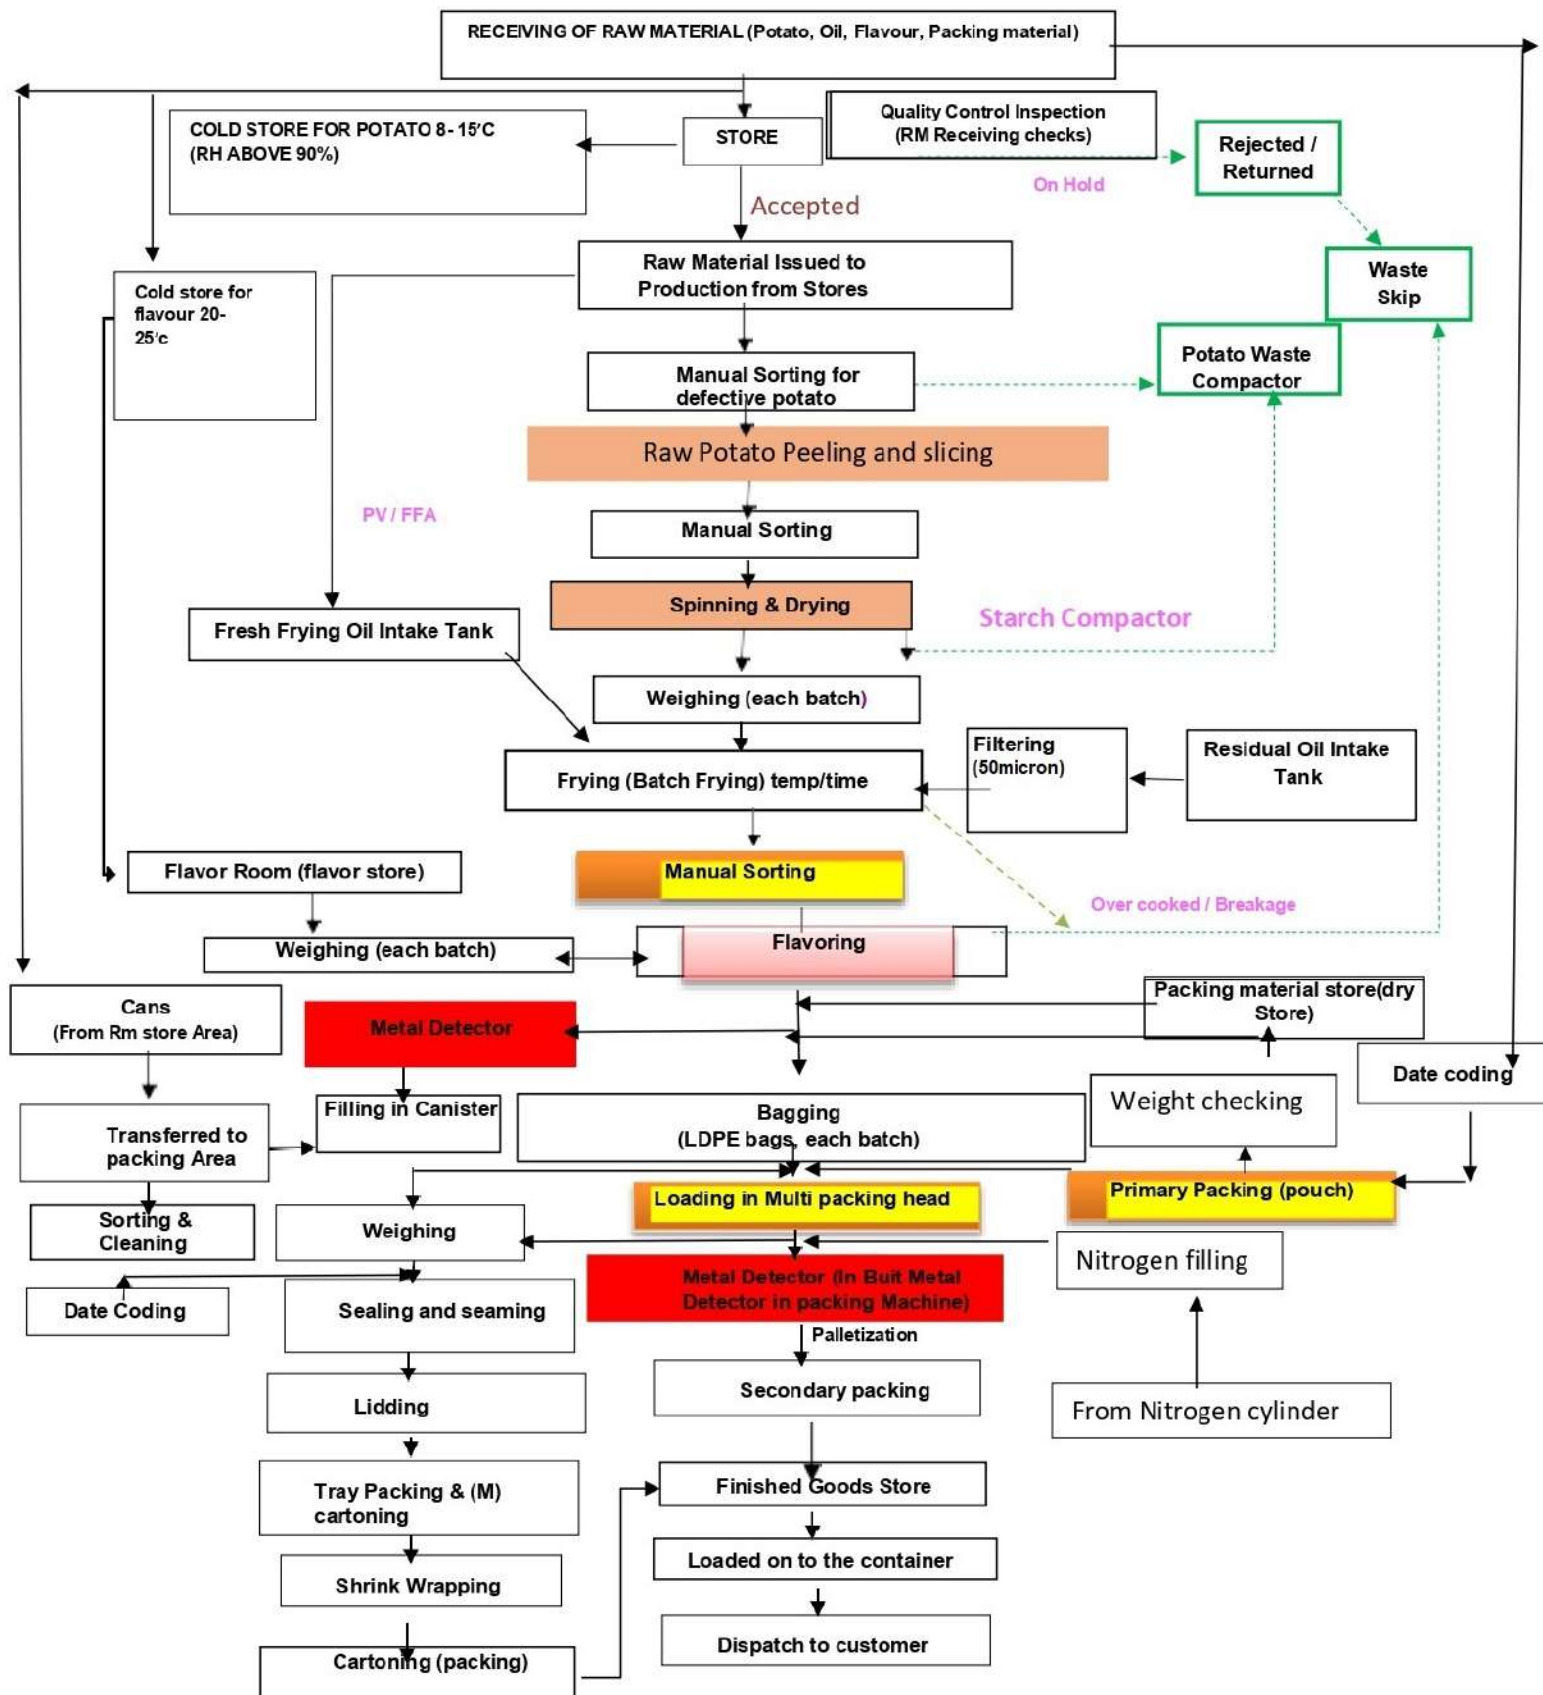 RECEIVING OF RAW MATERIAL (Potato, Oil, Flavour, Packing material)
COLD STORE FOR POTATO 8- 15'C
(RH ABOVE 90%)
STORE
Quality Control Inspection
(RM Receiving checks)
Rejected /
Returned
On Hold
Accepted
Raw Material Issued to
Production from Stores
Waste
Skip
Cold store for
flavour 20-
25'c
Manual Sorting for
defective potato
Potato Waste
Compactor
Raw Potato Peeling and slicing
PV / FFA
Manual Sorting
Spinning & Drying
Starch Compactor
Fresh Frying Oil Intake Tank
Weighing (each batch)
Frying (Batch Frying) temp/time
Filtering
(50micron)
Residual Oil Intake
Tank
Flavor Room (flavor store)
Manual Sorting
Over cooked / Breakage
Weighing (each batch)
Flavoring
Cans
(From Rm store Area)
Metal Detector
Packing material store(dry
Store)
Date coding
Filling in Canister
Bagging
(LDPE bags, each batch)
Weight checking
Transferred to
packing Area
Loading in Multi packing head
Primary Packing (pouch)
Sorting &
Cleaning
Weighing
Nitrogen filling
Date Coding
Sealing and seaming
Metal Detector (In Buit Metal
Detector in packing Machine)
Palletization
Lidding
Secondary packing
From Nitrogen cylinder
Tray Packing & (M)
cartoning
Finished Goods Store
Shrink Wrapping
Loaded on to the container
Cartoning (packing)
Dispatch to customer